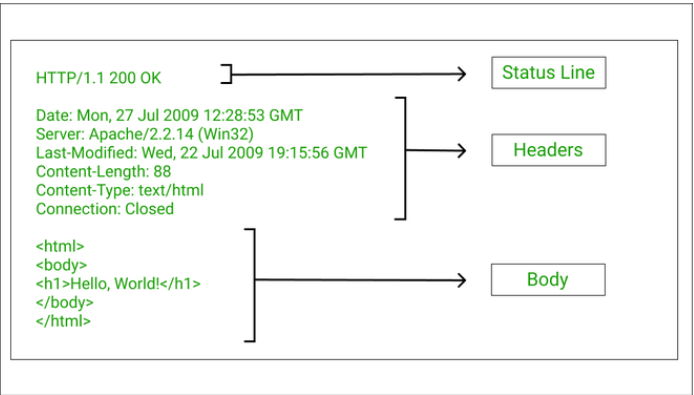 HTTP/1.1 200 OK
Status Line
Date: Mon, 27 Jul 2009 12:28:53 GMT
Server: Apache/2.2.14 (Win32)
Last-Modified: Wed, 22 Jul 2009 19:15:56 GMT
Content-Length: 88
Content-Type: text/html
Connection: Closed
Headers
<html>
<body>
<h1>Hello, World!</h1>
</body>
</html>
Body